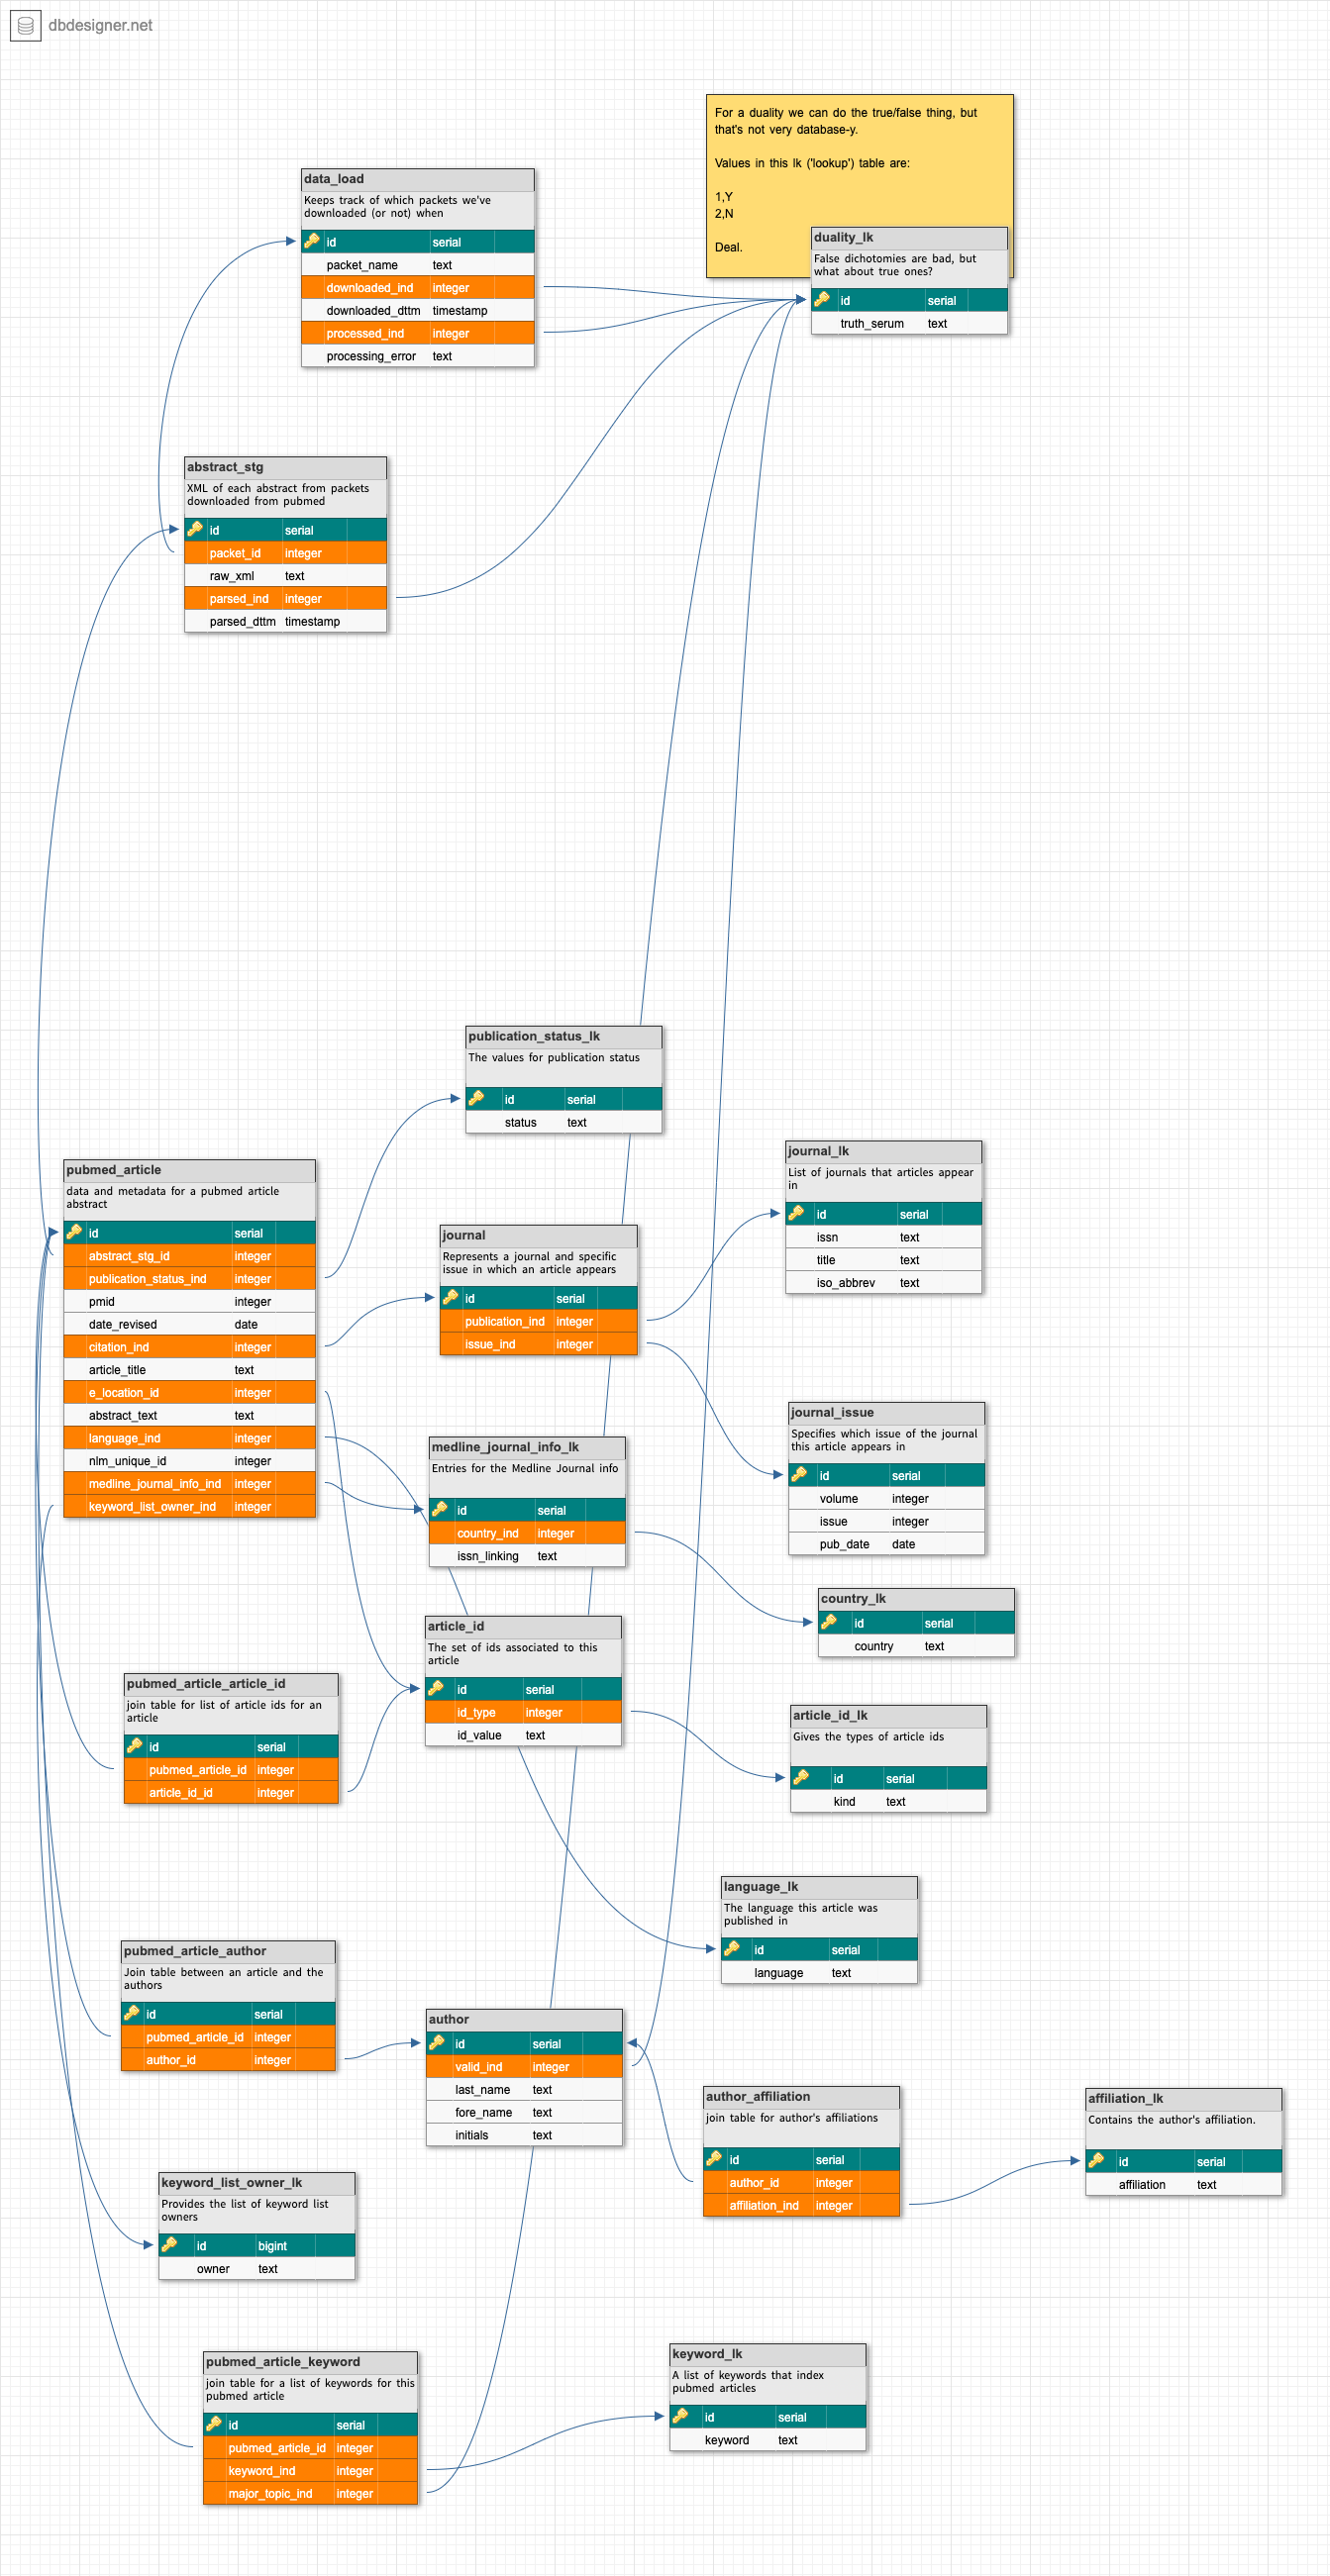 dbdesigner.net
For a duality we can do the true/false thing, but
that's not very database-y.
Values in this lk ('lookup') table are:
1,Y
2,N
Deal.
duality_lk
False dichotomies are bad, but
what about true ones?
id serial
truth_serum text
data_load
Keeps track of which packets we've
downloaded (or not) when
id serial
packet_name text
downloaded_ind integer
downloaded_dttm timestamp
processed_ind integer
processing_error text
abstract_stg
XML of each abstract from packets
downloaded from pubmed
id serial
packet_id integer
raw_xml text
parsed_ind integer
parsed_dttm timestamp
publication_status_lk
The values for publication status
id serial
status text
pubmed_article
data and metadata for a pubmed article
abstract
id serial
abstract_stg_id integer
publication_status_ind integer
pmid integer
date_revised date
citation_ind integer
article_title text
e_location_id integer
abstract_text text
language_ind integer
nlm_unique_id integer
medline_journal_info_ind integer
keyword_list_owner_ind integer
journal
Represents a journal and specific
issue in which an article appears
id serial
publication_ind integer
issue_ind integer
journal_lk
List of journals that articles appear
in
id serial
issn text
title text
iso_abbrev text
journal_issue
Specifies which issue of the journal
this article appears in
id serial
volume integer
issue integer
pub_date date
medline_journal_info_lk
Entries for the Medline Journal info
id serial
country_ind integer
issn_linking text
country_lk
id serial
country text
article_id
The set of ids associated to this
article
id serial
id_type integer
id_value text
pubmed_article_article_id
join table for list of article ids for an
article
id serial
pubmed_article_id integer
article_id_id integer
article_id_lk
Gives the types of article ids
id serial
kind text
language_lk
The language this article was
published in
id serial
language text
pubmed_article_author
Join table between an article and the
authors
id serial
pubmed_article_id integer
author_id integer
author
id serial
valid_ind integer
last_name text
fore_name text
initials text
author_affiliation
join table for author's affiliations
id serial
author_id integer
affiliation_ind integer
affiliation_lk
Contains the author's affiliation.
id serial
affiliation text
keyword_list_owner_lk
Provides the list of keyword list
owners
id bigint
owner text
pubmed_article_keyword
join table for a list of keywords for this
pubmed article
id serial
pubmed_article_id integer
keyword_ind integer
major_topic_ind integer
keyword_lk
A list of keywords that index
pubmed articles
id serial
keyword text